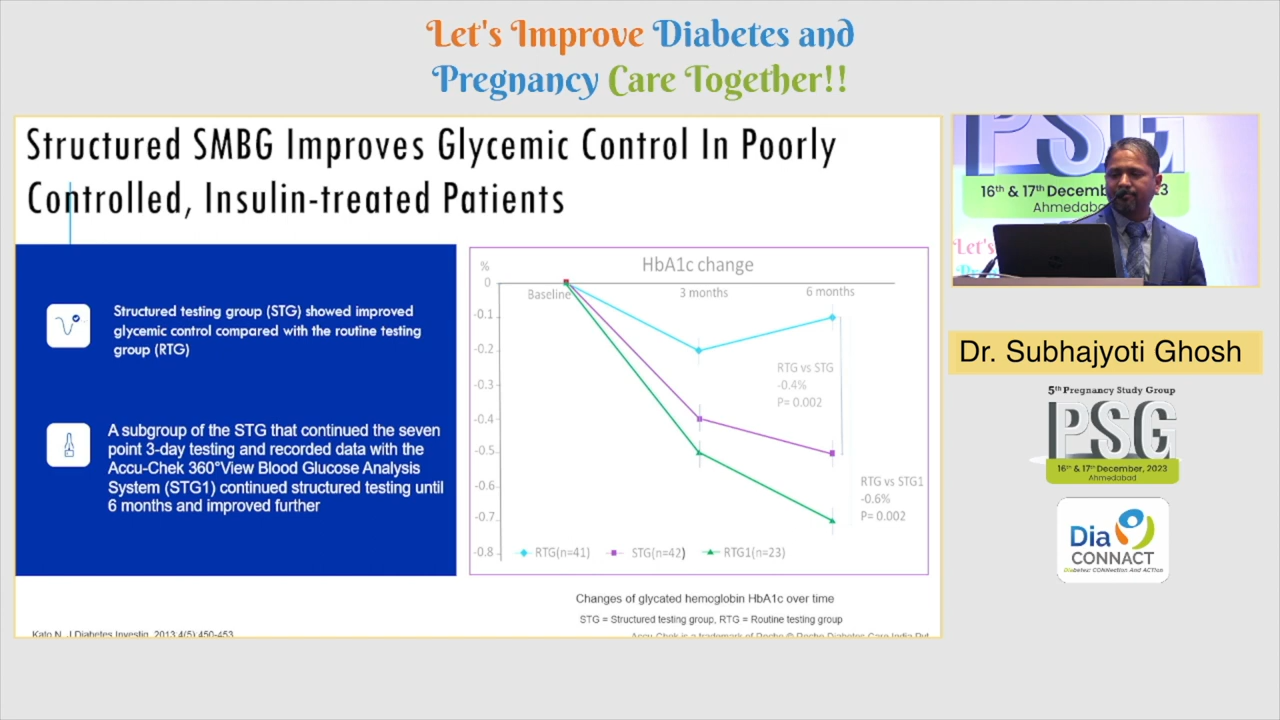 Let's Improve Diabetes and
Pregnancy Care Together!!
Structured SMBG Improves Glycemic Control In Poorly
Controlled, Insulin-treated Patients
Structured testing group (STG) showed improved
glycemic control compared with the routine testing
group (RTG)
A subgroup of the STG that continued the seven
point 3-day testing and recorded data with the
Accu-Chek 360°View Blood Glucose Analysis
System (STG1) continued structured testing until
6 months and improved further
HbA1c change
%
0
Baseline
3 months
6 months
-0.1
-0.2
-0.3
-0.4
-0.5
-0.6
-0.7
-0.8
RTG vs STG
-0.4%
P= 0.002
RTG vs STG1
-0.6%
P= 0.002
RTG(n=41)
STG(n=42)
RTG1(n=23)
Changes of glycated hemoglobin HbA1c over time
STG = Structured testing group, RTG = Routine testing group
Kato N, J Diabetes Investig, 2013;4(5):450-453
Accu-Chek is a trademark of Roche © Roche Diabetes Care India Pvt
PSG
16th & 17th Decemb 23
Ahmedaba
Let's
Dr. Subhajyoti Ghosh
5th Pregnancy Study Group
PSG
16th & 17th December, 2023
Ahmedabad
Dia
CONNACT
Diabetes: CONNection And ACTion